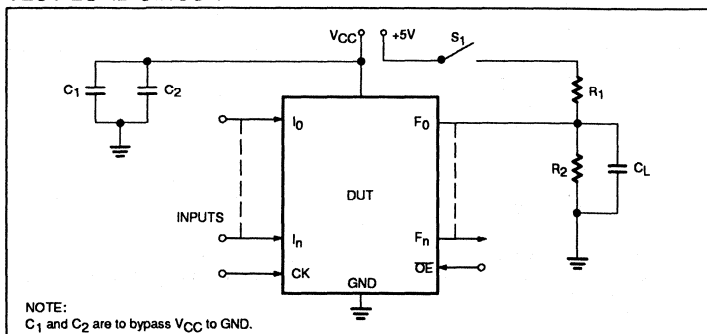 VCC +5V S1
C1 C2 R1
I0 F0
R2 CL
DUT
INPUTS
In Fn
CK OE
GND
NOTE:
C1 and C2 are to bypass VCC to GND.